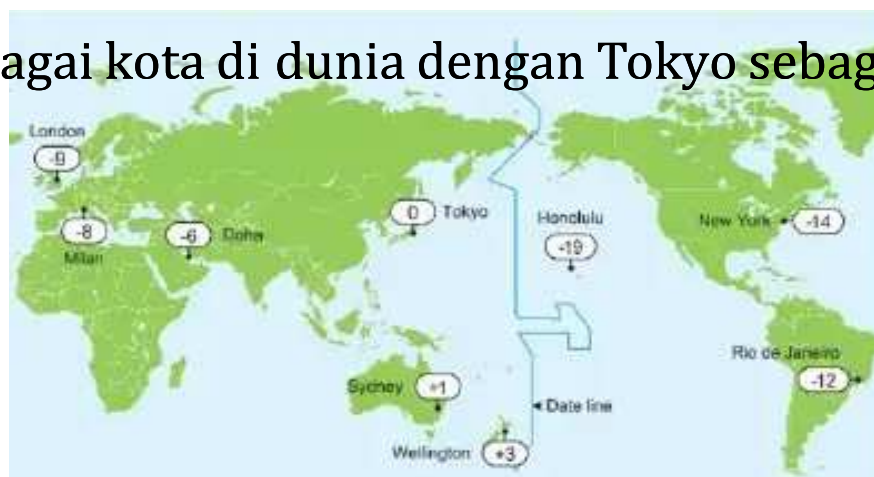 agai kota di dunia dengan Tokyo sebag
London
-9
-8
Milan
-6 Doha
0 Tokyo
Honolulu
-19
New York -14
Rio de Janeiro
-12
Sydney +1
Date line
Wellington +3